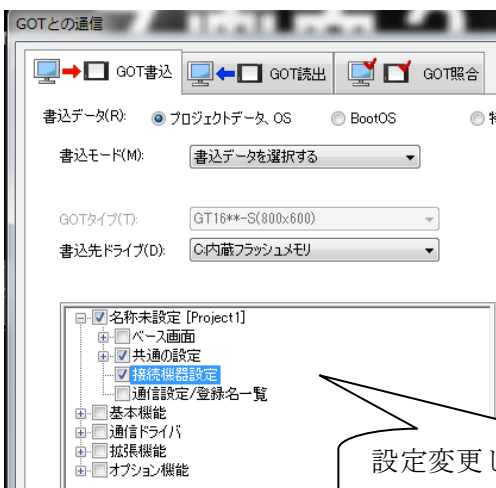 GOTとの通信
GOT書込 GOT読出 GOT照合
書込データ(R): プロジェクトデータ、OS BootOS
書込モード(M): 書込データを選択する
GOTタイプ(T): GT16**-S(800x600)
書込先ドライブ(D): C:内蔵フラッシュメモリ
名称未設定 [Project1]
ベース画面
共通の設定
接続機器設定
通信設定/登録名一覧
基本機能
通信ドライバ
拡張機能
オプション機能
設定変更し